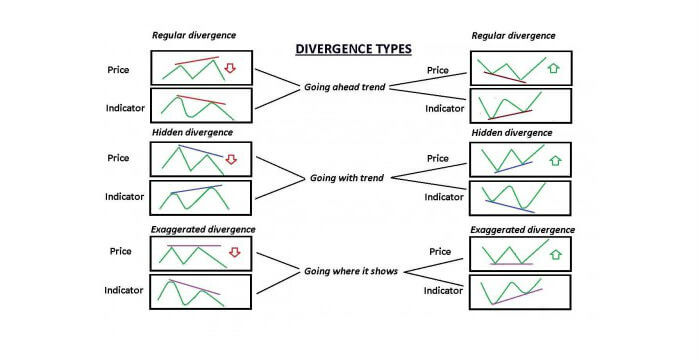 DIVERGENCE TYPES
Regular divergence
Price
Indicator
Going ahead trend
Regular divergence
Price
Indicator
Hidden divergence
Price
Indicator
Going with trend
Hidden divergence
Price
Indicator
Exaggerated divergence
Price
Indicator
Going where it shows
Exaggerated divergence
Price
Indicator